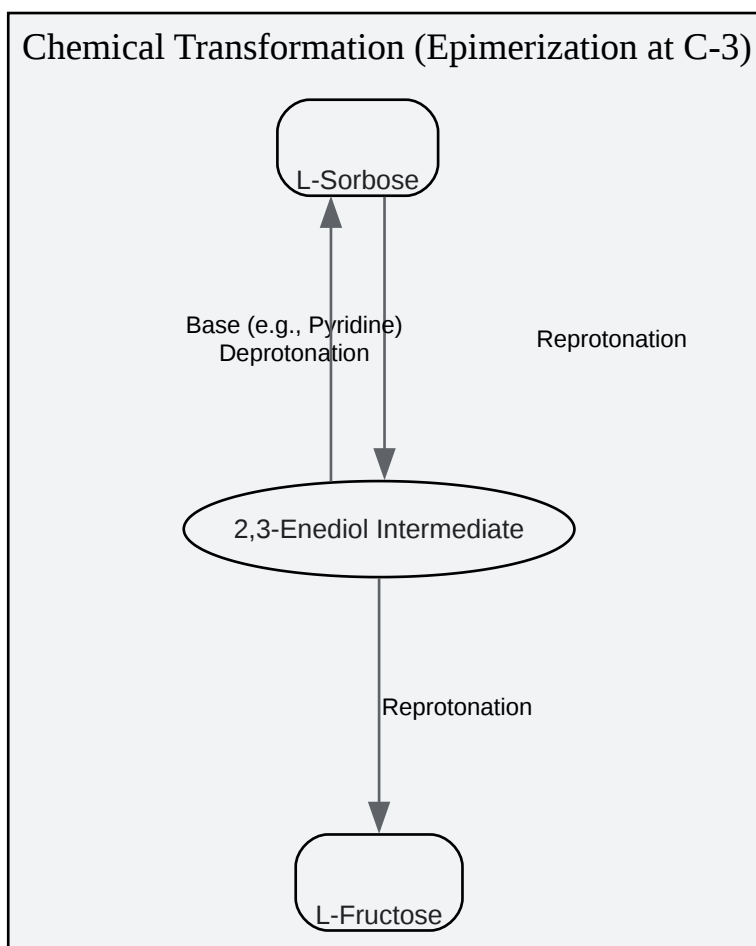 Chemical Transformation (Epimerization at C-3)
L-Sorbose
Base (e.g., Pyridine)
Deprotonation
Reprotonation
2,3-Enediol Intermediate
Reprotonation
L-Fructose